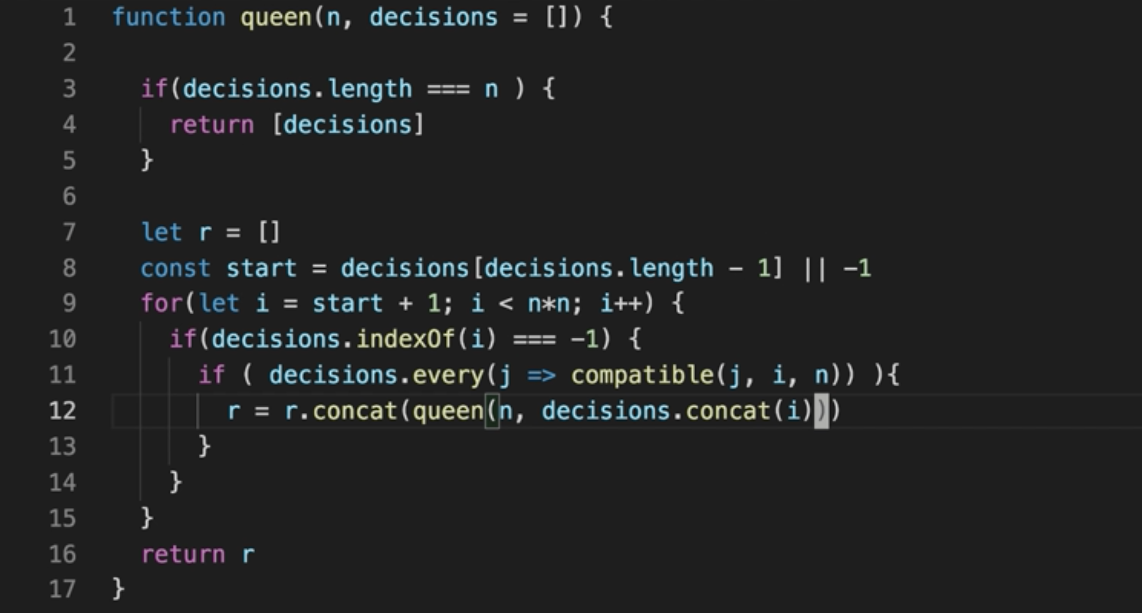 1 function queen(n, decisions = []) {
2
3 if(decisions.length === n ) {
4 return [decisions]
5 }
6
7 let r = []
8 const start = decisions[decisions.length - 1] || -1
9 for(let i = start + 1; i < n*n; i++) {
10 if(decisions.indexOf(i) === -1) {
11 if ( decisions.every(j => compatible(j, i, n)) ){
12 r = r.concat(queen(n, decisions.concat(i)))
13 }
14 }
15 }
16 return r
17 }